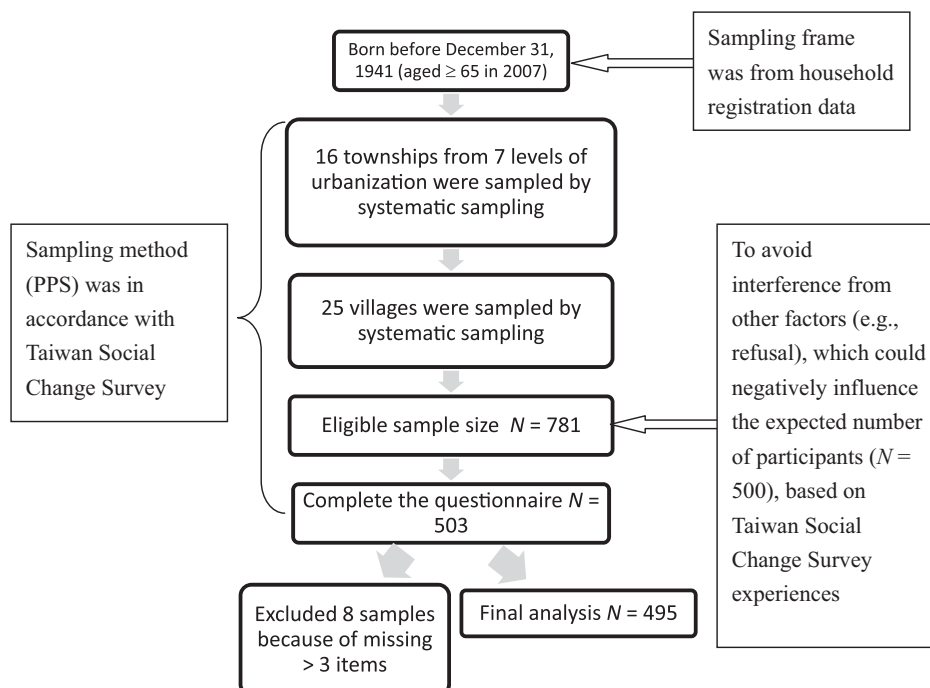 Born before December 31,
1941 (aged ≥ 65 in 2007)
Sampling frame
was from household
registration data
16 townships from 7 levels of
urbanization were sampled by
systematic sampling
Sampling method
(PPS) was in
accordance with
Taiwan Social
Change Survey
25 villages were sampled by
systematic sampling
Eligible sample size N = 781
To avoid
interference from
other factors (e.g.,
refusal), which could
negatively influence
the expected number
of participants (N =
500), based on
Taiwan Social
Change Survey
experiences
Complete the questionnaire N =
503
Excluded 8 samples
because of missing
> 3 items
Final analysis N = 495